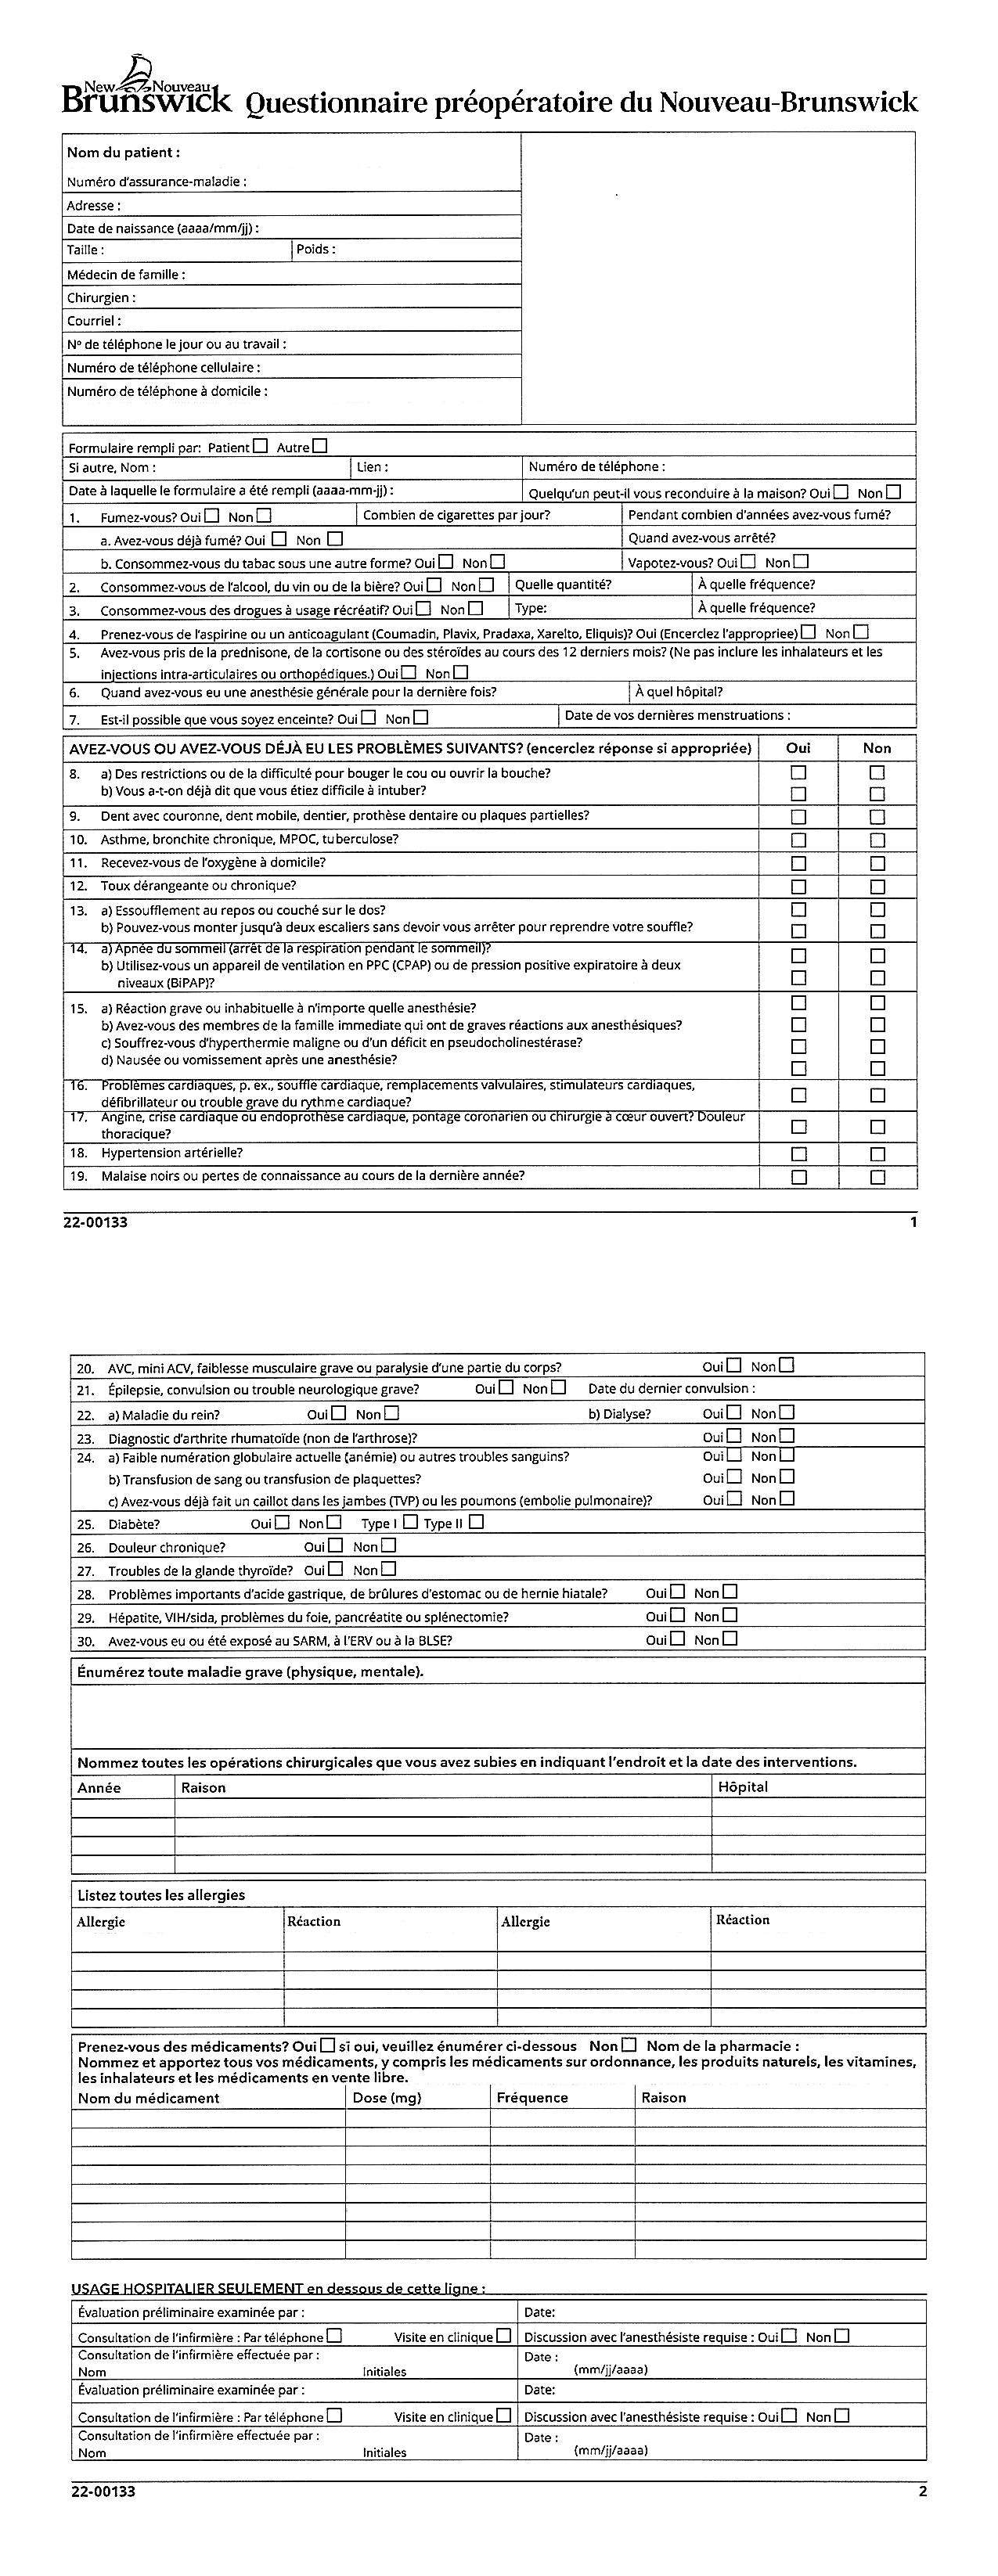 New Nouveau
Brunswick Questionnaire préopératoire du Nouveau-Brunswick
Nom du patient :
Numéro d'assurance-maladie :
Adresse :
Date de naissance (aaaa/mm/jj) :
Taille : Poids :
Médecin de famille :
Chirurgien :
Courriel :
Nº de téléphone le jour ou au travail :
Numéro de téléphone cellulaire :
Numéro de téléphone à domicile :
Formulaire rempli par: Patient ☐ Autre ☐
Si autre, Nom : Lien : Numéro de téléphone :
Date à laquelle le formulaire a été rempli (aaaa-mm-jj) : Quelqu'un peut-il vous reconduire à la maison? Oui ☐ Non ☐
1. Fumez-vous? Oui ☐ Non ☐ Combien de cigarettes par jour? Pendant combien d'années avez-vous fumé?
a. Avez-vous déjà fumé? Oui ☐ Non ☐ Quand avez-vous arrêté?
b. Consommez-vous du tabac sous une autre forme? Oui ☐ Non ☐ Vapotez-vous? Oui ☐ Non ☐
2. Consommez-vous de l'alcool, du vin ou de la bière? Oui ☐ Non ☐ Quelle quantité? À quelle fréquence?
3. Consommez-vous des drogues à usage récréatif? Oui ☐ Non ☐ Type: À quelle fréquence?
4. Prenez-vous de l'aspirine ou un anticoagulant (Coumadin, Plavix, Pradaxa, Xarelto, Eliquis)? Oui (Encerclez l'appropriee) ☐ Non ☐
5. Avez-vous pris de la prednisone, de la cortisone ou des stéroïdes au cours des 12 derniers mois? (Ne pas inclure les inhalateurs et les
injections intra-articulaires ou orthopédiques.) Oui ☐ Non ☐
6. Quand avez-vous eu une anesthésie générale pour la dernière fois? À quel hôpital?
7. Est-il possible que vous soyez enceinte? Oui ☐ Non ☐ Date de vos dernières menstruations :
AVEZ-VOUS OU AVEZ-VOUS DÉJÀ EU LES PROBLÈMES SUIVANTS? (encerclez réponse si appropriée) Oui Non
8. a) Des restrictions ou de la difficulté pour bouger le cou ou ouvrir la bouche? ☐ ☐
b) Vous a-t-on déjà dit que vous étiez difficile à intuber? ☐ ☐
9. Dent avec couronne, dent mobile, dentier, prothèse dentaire ou plaques partielles? ☐ ☐
10. Asthme, bronchite chronique, MPOC, tuberculose? ☐ ☐
11. Recevez-vous de l'oxygène à domicile? ☐ ☐
12. Toux dérangeante ou chronique? ☐ ☐
13. a) Essoufflement au repos ou couché sur le dos? ☐ ☐
b) Pouvez-vous monter jusqu'à deux escaliers sans devoir vous arrêter pour reprendre votre souffle? ☐ ☐
14. a) Apnée du sommeil (arrêt de la respiration pendant le sommeil)? ☐ ☐
b) Utilisez-vous un appareil de ventilation en PPC (CPAP) ou de pression positive expiratoire à deux
niveaux (BiPAP)? ☐ ☐
15. a) Réaction grave ou inhabituelle à n'importe quelle anesthésie? ☐ ☐
b) Avez-vous des membres de la famille immediate qui ont de graves réactions aux anesthésiques? ☐ ☐
c) Souffrez-vous d'hyperthermie maligne ou d'un déficit en pseudocholinestérase? ☐ ☐
d) Nausée ou vomissement après une anesthésie? ☐ ☐
16. Problèmes cardiaques, p. ex., souffle cardiaque, remplacements valvulaires, stimulateurs cardiaques,
défibrillateur ou trouble grave du rythme cardiaque? ☐ ☐
17. Angine, crise cardiaque ou endoprothèse cardiaque, pontage coronarien ou chirurgie à cœur ouvert? Douleur
thoracique? ☐ ☐
18. Hypertension artérielle? ☐ ☐
19. Malaise noirs ou pertes de connaissance au cours de la dernière année? ☐ ☐
22-00133 1
20. AVC, mini ACV, faiblesse musculaire grave ou paralysie d'une partie du corps? Oui ☐ Non ☐
21. Épilepsie, convulsion ou trouble neurologique grave? Oui ☐ Non ☐ Date du dernier convulsion :
22. a) Maladie du rein? Oui ☐ Non ☐ b) Dialyse? Oui ☐ Non ☐
23. Diagnostic d'arthrite rhumatoïde (non de l'arthrose)? Oui ☐ Non ☐
24. a) Faible numération globulaire actuelle (anémie) ou autres troubles sanguins? Oui ☐ Non ☐
b) Transfusion de sang ou transfusion de plaquettes? Oui ☐ Non ☐
c) Avez-vous déjà fait un caillot dans les jambes (TVP) ou les poumons (embolie pulmonaire)? Oui ☐ Non ☐
25. Diabète? Oui ☐ Non ☐ Type I ☐ Type II ☐
26. Douleur chronique? Oui ☐ Non ☐
27. Troubles de la glande thyroïde? Oui ☐ Non ☐
28. Problèmes importants d'acide gastrique, de brûlures d'estomac ou de hernie hiatale? Oui ☐ Non ☐
29. Hépatite, VIH/sida, problèmes du foie, pancréatite ou splénectomie? Oui ☐ Non ☐
30. Avez-vous eu ou été exposé au SARM, à l'ERV ou à la BLSE? Oui ☐ Non ☐
Énumérez toute maladie grave (physique, mentale).
Nommez toutes les opérations chirurgicales que vous avez subies en indiquant l'endroit et la date des interventions.
Année Raison Hôpital
Listez toutes les allergies
Allergie Réaction Allergie Réaction
Prenez-vous des médicaments? Oui ☐ si oui, veuillez énumérer ci-dessous Non ☐ Nom de la pharmacie :
Nommez et apportez tous vos médicaments, y compris les médicaments sur ordonnance, les produits naturels, les vitamines,
les inhalateurs et les médicaments en vente libre.
Nom du médicament Dose (mg) Fréquence Raison
USAGE HOSPITALIER SEULEMENT en dessous de cette ligne :
Évaluation préliminaire examinée par : Date:
Consultation de l'infirmière : Par téléphone ☐ Visite en clinique ☐ Discussion avec l'anesthésiste requise : Oui ☐ Non ☐
Consultation de l'infirmière effectuée par : Date :
Nom Initiales (mm/jj/aaaa)
Évaluation préliminaire examinée par : Date:
Consultation de l'infirmière : Par téléphone ☐ Visite en clinique ☐ Discussion avec l'anesthésiste requise : Oui ☐ Non ☐
Consultation de l'infirmière effectuée par : Date :
Nom Initiales (mm/jj/aaaa)
22-00133 2